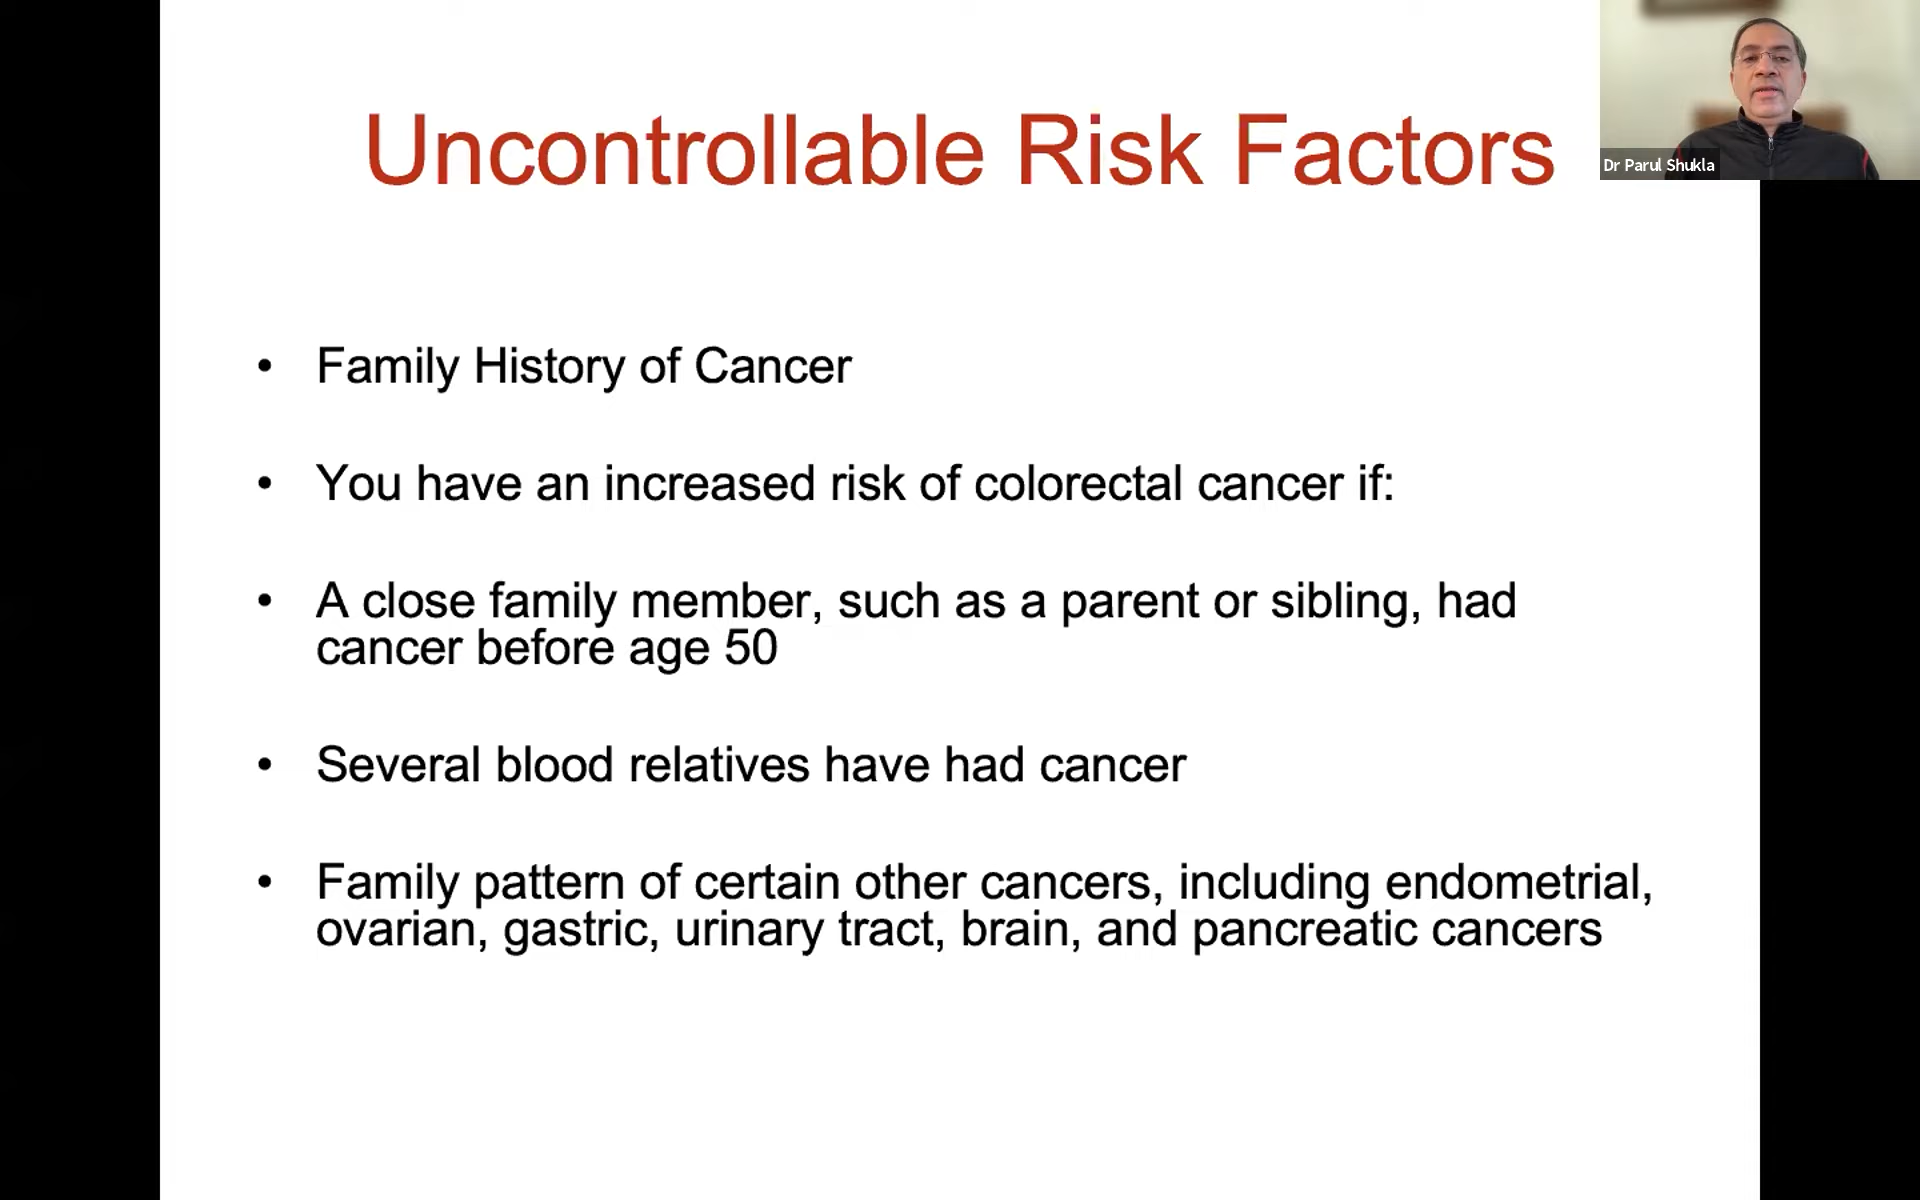 Uncontrollable Risk Factors
Dr Parul Shukla
• Family History of Cancer
• You have an increased risk of colorectal cancer if:
• A close family member, such as a parent or sibling, had
cancer before age 50
• Several blood relatives have had cancer
• Family pattern of certain other cancers, including endometrial,
ovarian, gastric, urinary tract, brain, and pancreatic cancers